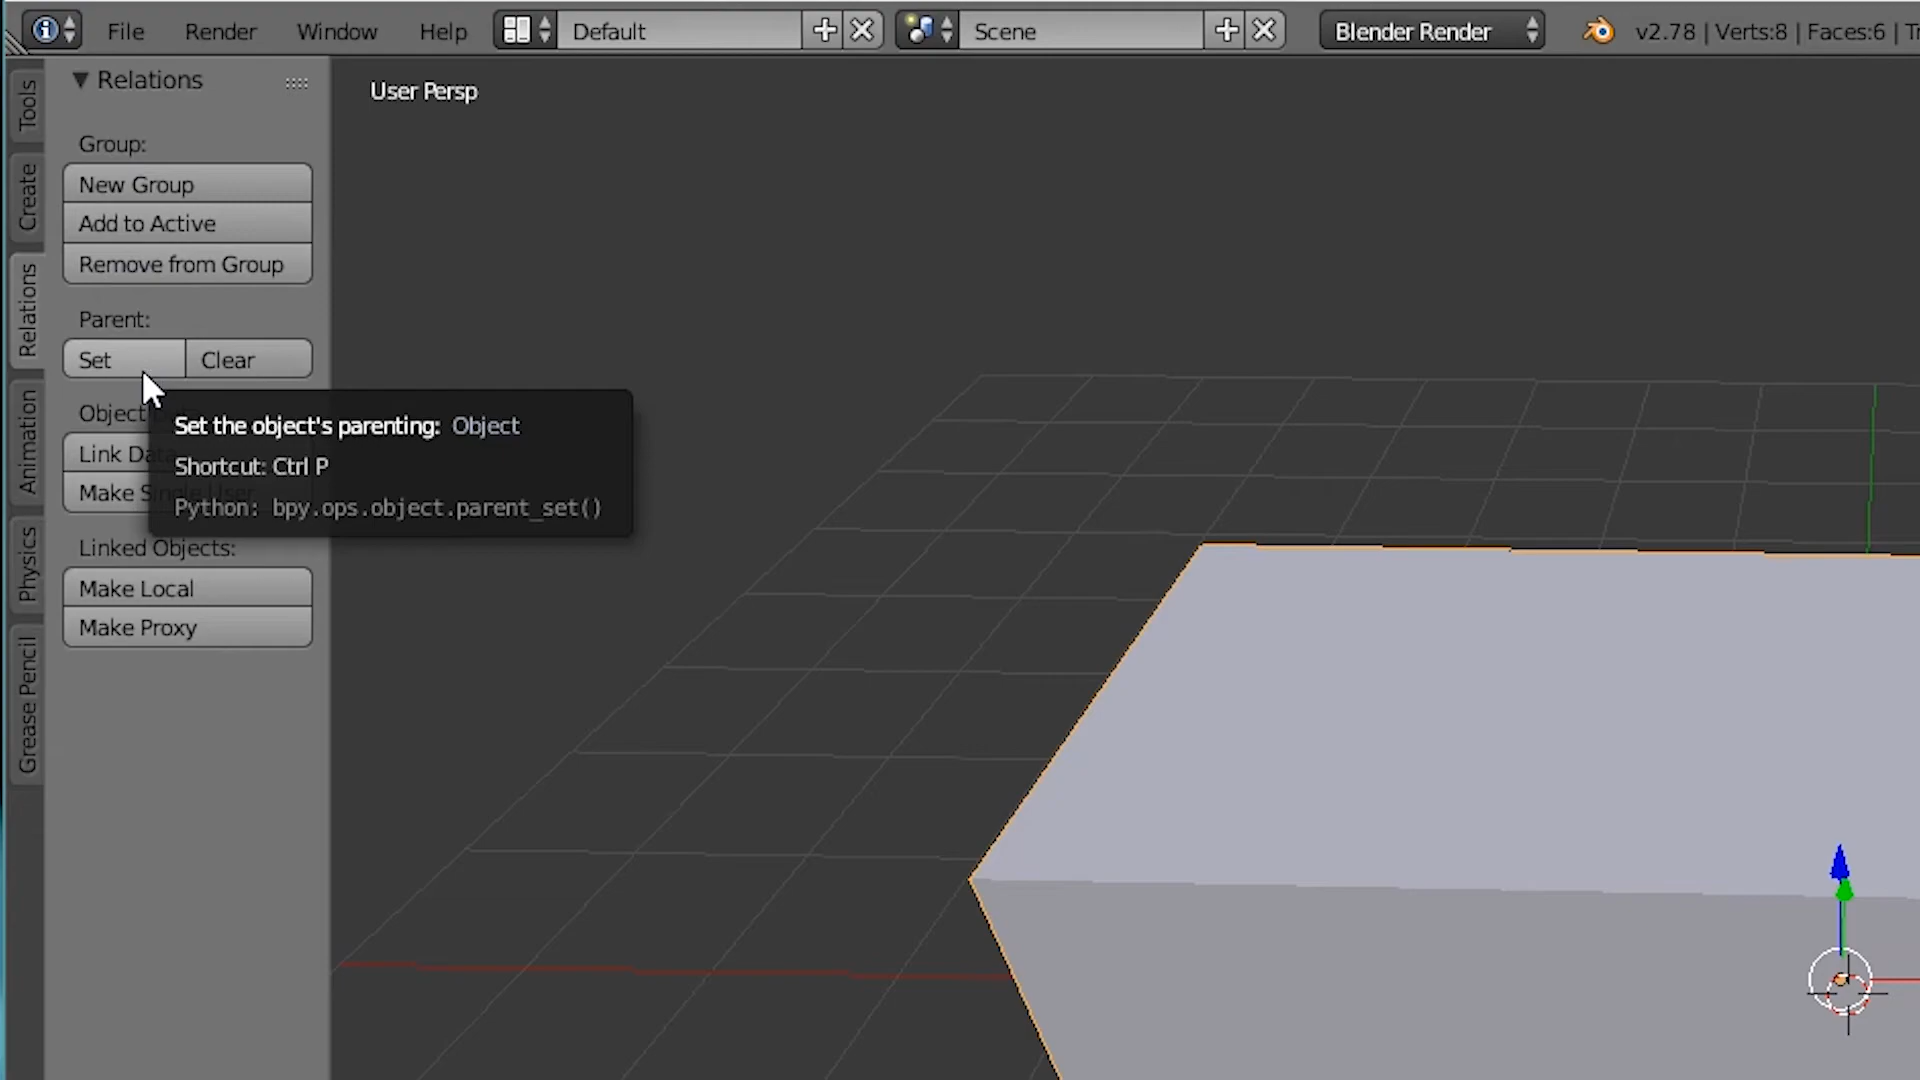 File Render Window Help Default Scene Blender Render v2.78 | Verts:8 | Faces:6 |
Relations
User Persp
Tools
Create
Relations
Animation
Physics
Grease Pencil
Group:
New Group
Add to Active
Remove from Group
Parent:
Set Clear
Object
Set the object's parenting: Object
Link Data
Shortcut: Ctrl P
Make Single User
Python: bpy.ops.object.parent_set()
Linked Objects:
Make Local
Make Proxy